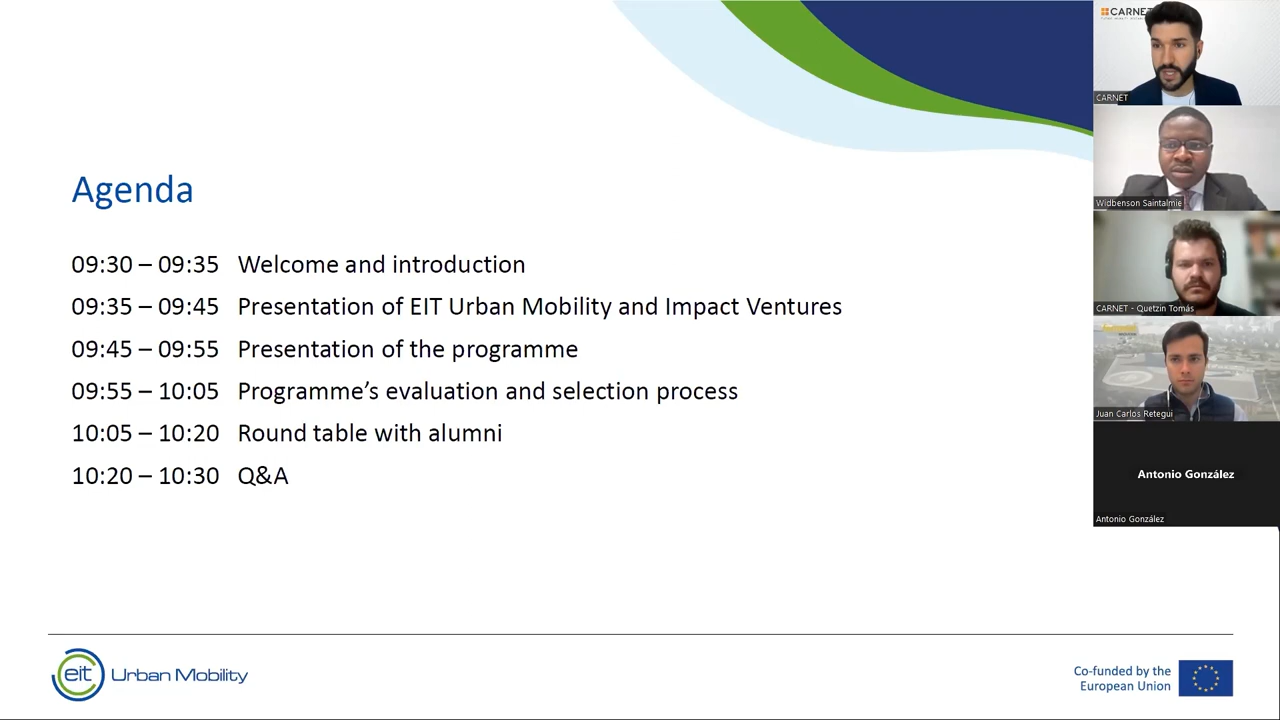 Agenda
09:30 – 09:35 Welcome and introduction
09:35 – 09:45 Presentation of EIT Urban Mobility and Impact Ventures
09:45 – 09:55 Presentation of the programme
09:55 – 10:05 Programme’s evaluation and selection process
10:05 – 10:20 Round table with alumni
10:20 – 10:30 Q&A
CARNET
CARNET
Widbenson Saintalmie
CARNET - Quetzin Tomás
Juan Carlos Retegui
Antonio González
Antonio González
eit Urban Mobility
Co-funded by the
European Union